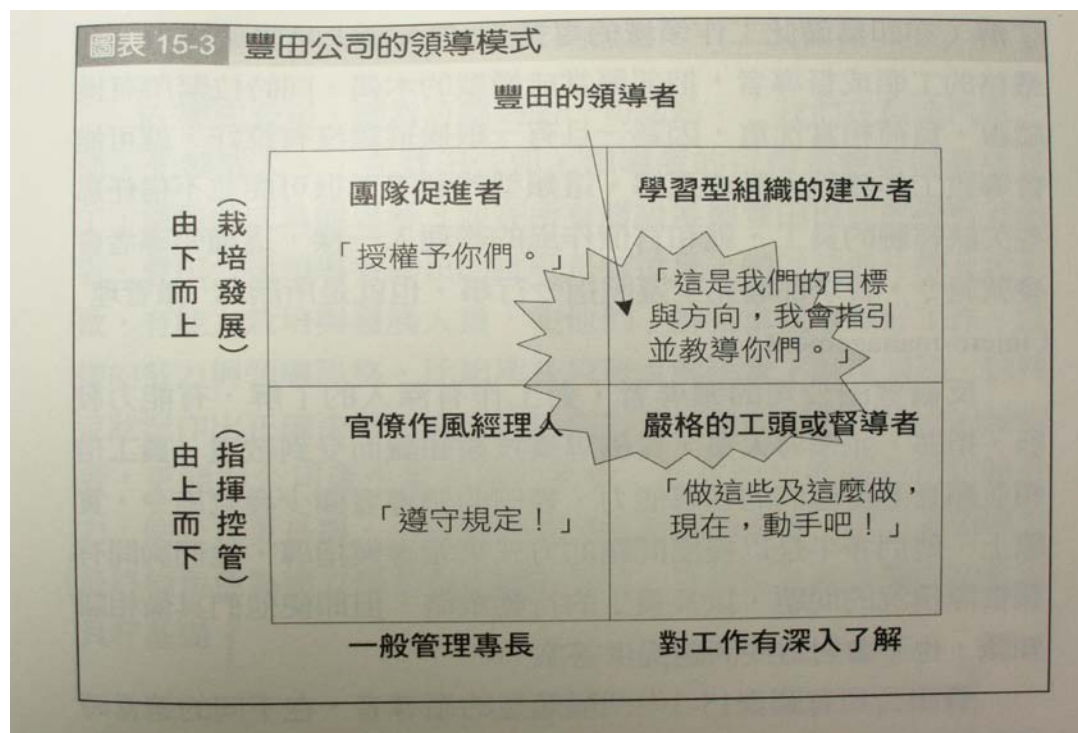 圖表 15-3 豐田公司的領導模式
豐田的領導者
由下而上
（栽培發展）
團隊促進者
「授權予你們。」
學習型組織的建立者
「這是我們的目標
與方向，我會指引
並教導你們。」
由上而下
（指揮控管）
官僚作風經理人
「遵守規定！」
嚴格的工頭或督導者
「做這些及這麼做，
現在，動手吧！」
一般管理專長
對工作有深入了解